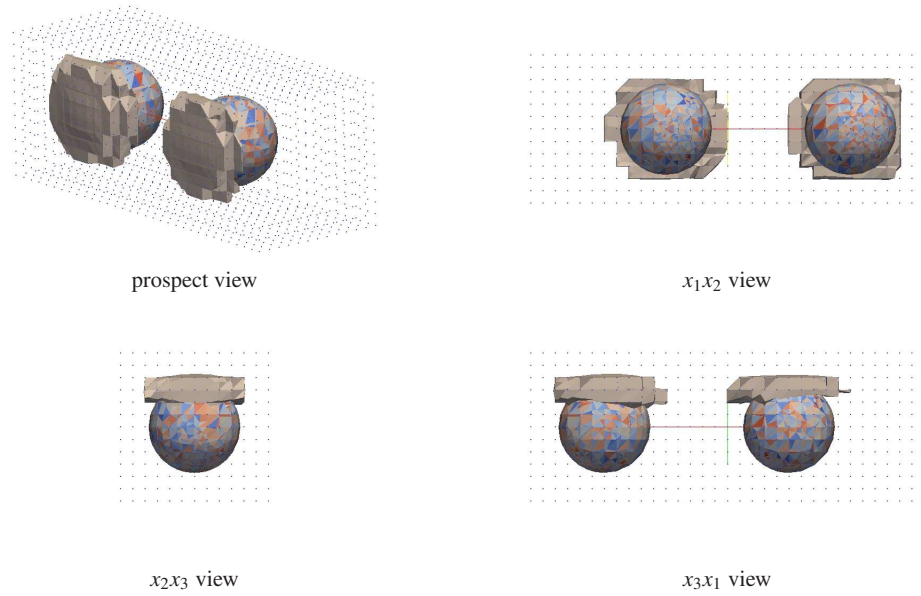 prospect view
x₁x₂ view
x₂x₃ view
x₃x₁ view